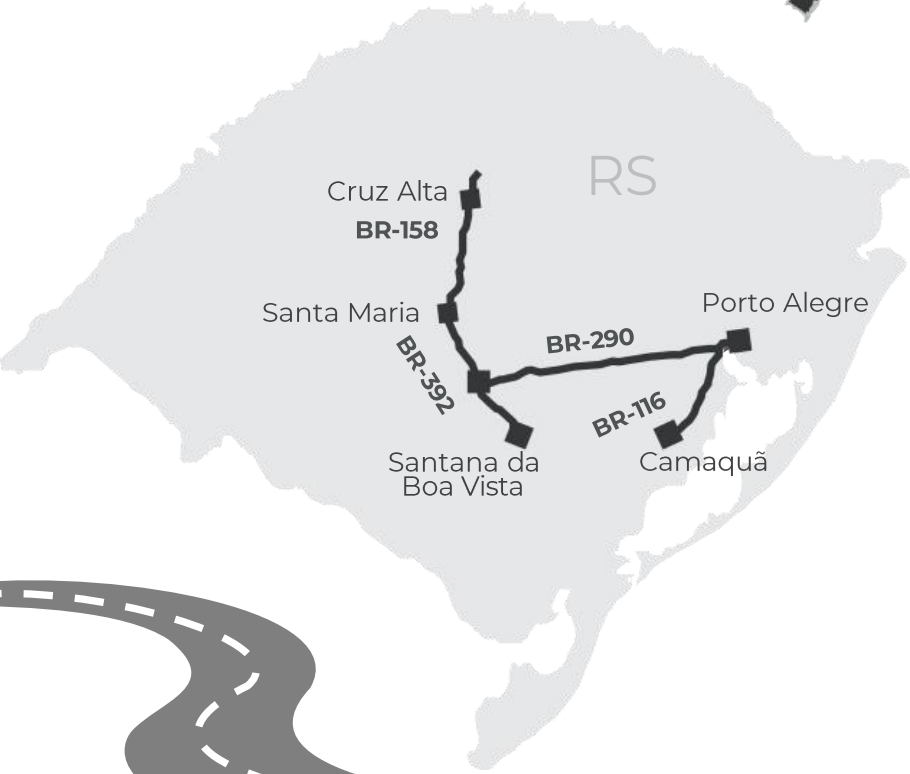 RS
Cruz Alta
BR-158
Santa Maria
Porto Alegre
BR-290
BR-392
BR-116
Santana da
Boa Vista
Camaquã